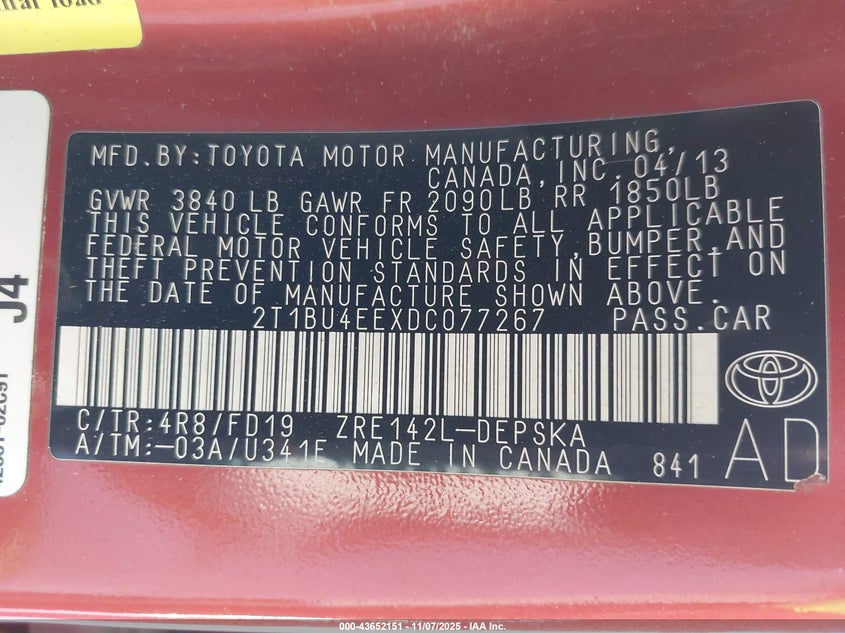 J4
MFD.BY:TOYOTA MOTOR MANUFACTURING,
CANADA,INC. 04/13
GVWR 3840 LB GAWR FR 2090LB RR 1850LB
THIS VEHICLE CONFORMS TO ALL APPLICABLE
FEDERAL MOTOR VEHICLE SAFETY,BUMPER,AND
THEFT PREVENTION STANDARDS IN EFFECT ON
THE DATE OF MANUFACTURE SHOWN ABOVE.
2T1BU4EEXDC077267 PASS.CAR
C/TR:4R8/FD19 ZRE142L-DEPSKA
A/TM:-03A/U341E MADE IN CANADA 841 AD
000-43652151 | 11/07/2025 - IAA Inc.